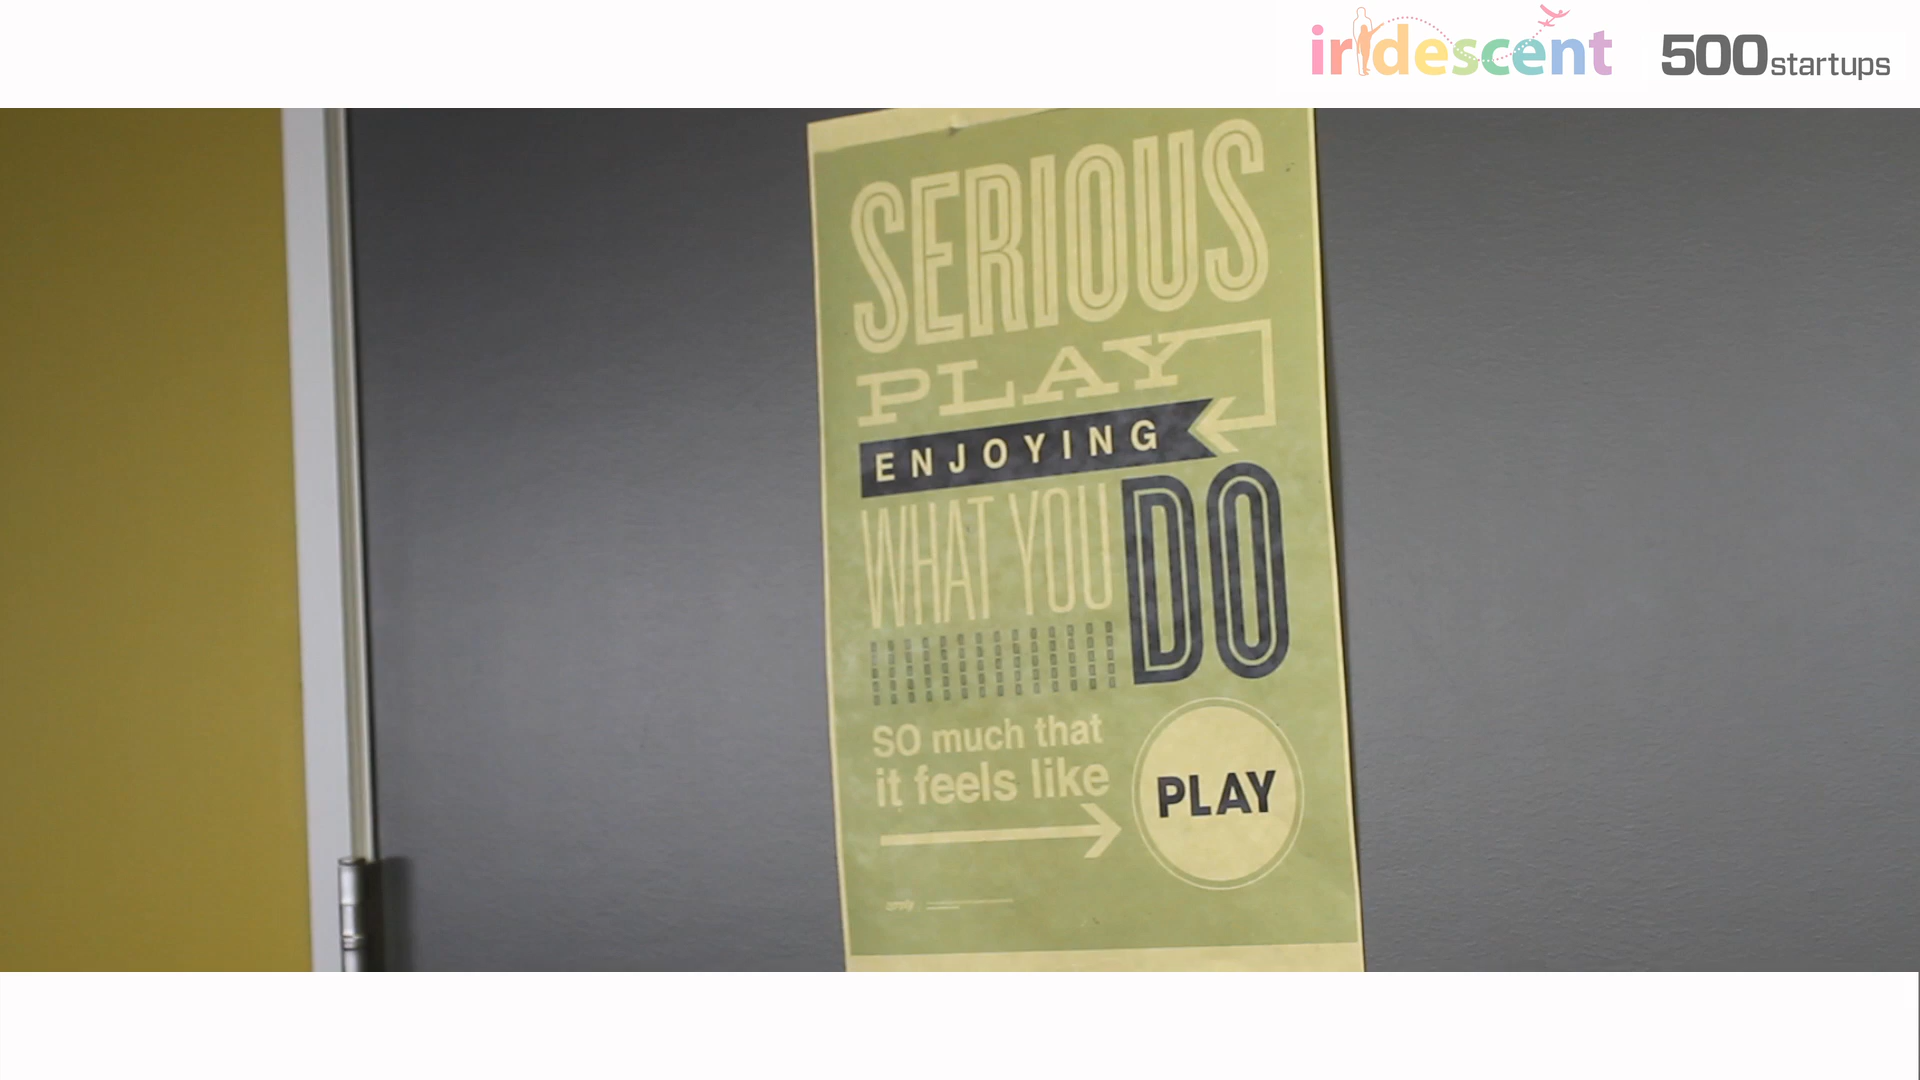 iridescent
500startups
SERIOUS
PLAY
ENJOYING
WHAT YOU DO
SO much that
it feels like
PLAY